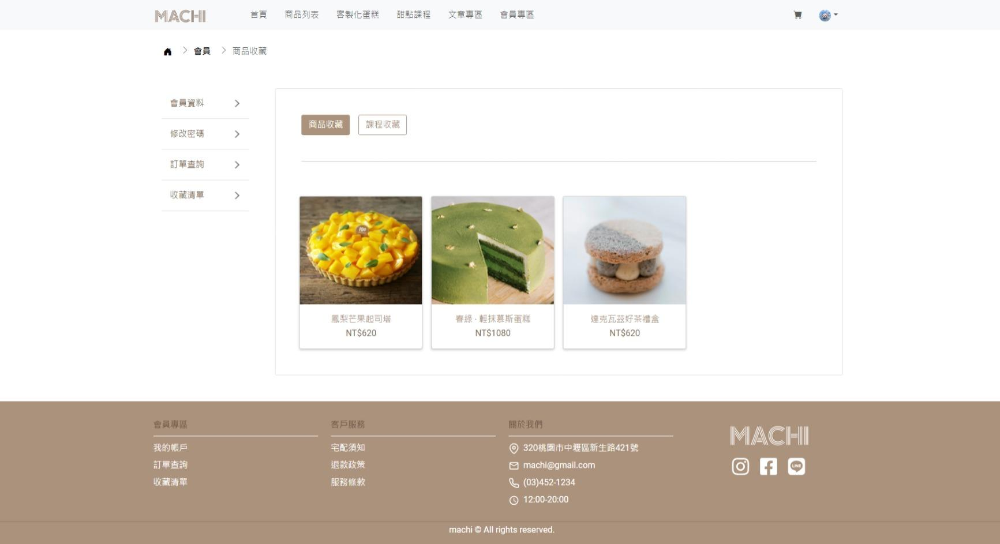 MACHI 首頁 商品列表 客製化蛋糕 甜點課程 文章專區 會員專區
會員 商品收藏
會員資料
修改密碼
訂單查詢
收藏清單
商品收藏 課程收藏
鳳梨芒果起司塔
NT$620
春綠 · 輕抹慕斯蛋糕
NT$1080
達克瓦茲好茶禮盒
NT$620
會員專區
我的帳戶
訂單查詢
收藏清單
客戶服務
宅配須知
退款政策
服務條款
關於我們
320桃園市中壢區新生路421號
machi@gmail.com
(03)452-1234
12:00-20:00
MACHI
LINE
machi © All rights reserved.